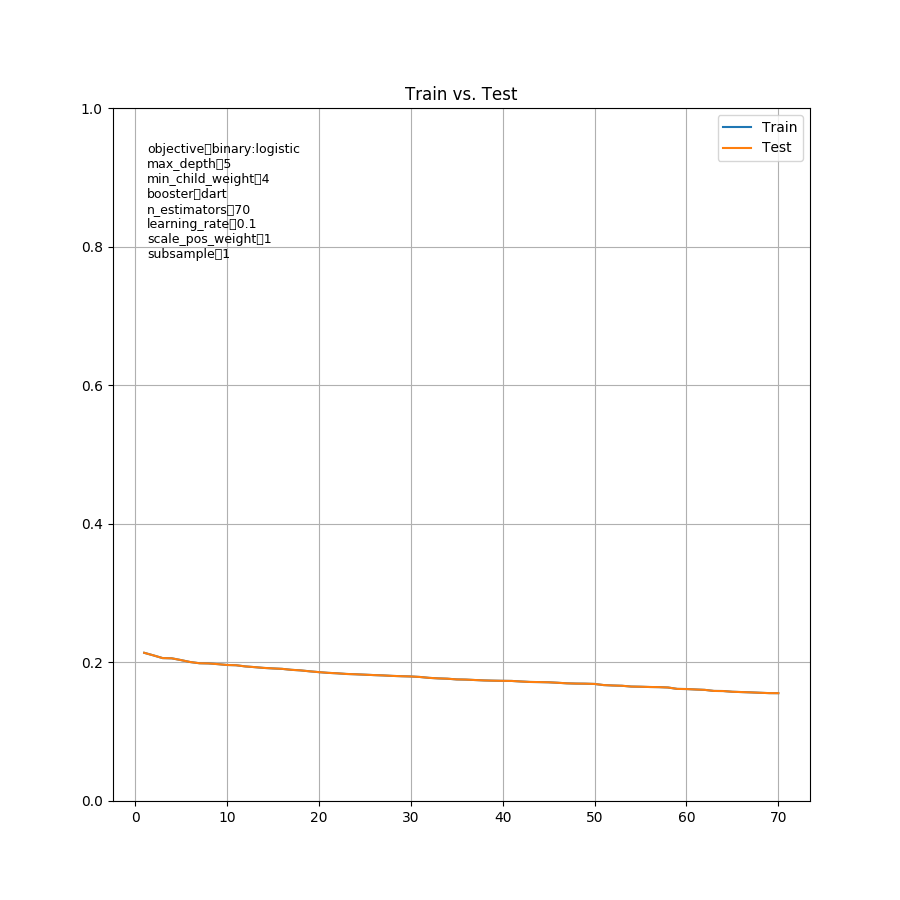 Train vs. Test
1.0
0.8
0.6
0.4
0.2
0.0
objective▯binary:logistic
max_depth▯5
min_child_weight▯4
booster▯dart
n_estimators▯70
learning_rate▯0.1
scale_pos_weight▯1
subsample▯1
Train
Test
0 10 20 30 40 50 60 70